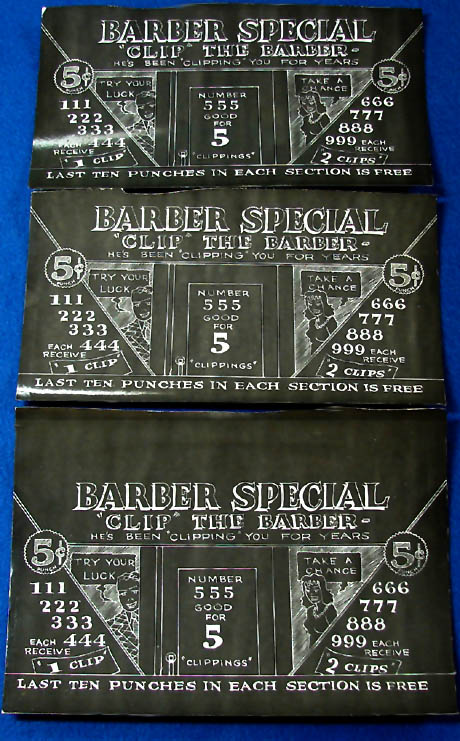 BARBER SPECIAL
"CLIP" THE BARBER -
HE'S BEEN "CLIPPING" YOU FOR YEARS
5¢
TRY YOUR
LUCK
111
222
333
EACH 444
RECEIVE
"1 CLIP"
NUMBER
555
GOOD
FOR
5
"CLIPPINGS"
TAKE A
CHANCE
5¢
666
777
888
999 EACH
RECEIVE
"2 CLIPS"
LAST TEN PUNCHES IN EACH SECTION IS FREE
BARBER SPECIAL
"CLIP" THE BARBER -
HE'S BEEN "CLIPPING" YOU FOR YEARS
5¢
PUNCH
TRY YOUR
LUCK
111
222
333
EACH 444
RECEIVE
"1 CLIP"
NUMBER
555
GOOD
FOR
5
"CLIPPINGS"
TAKE A
CHANCE
5¢
PUNCH
666
777
888
999 EACH
RECEIVE
"2 CLIPS"
LAST TEN PUNCHES IN EACH SECTION IS FREE
BARBER SPECIAL
"CLIP" THE BARBER -
HE'S BEEN "CLIPPING" YOU FOR YEARS
5¢
PUNCH
TRY YOUR
LUCK
111
222
333
EACH 444
RECEIVE
"1 CLIP"
NUMBER
555
GOOD
FOR
5
"CLIPPINGS"
TAKE A
CHANCE
5¢
PUNCH
666
777
888
999 EACH
RECEIVE
"2 CLIPS"
LAST TEN PUNCHES IN EACH SECTION IS FREE